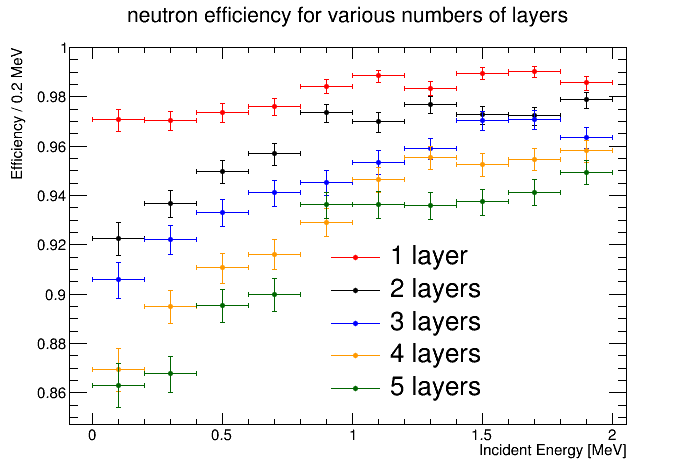 neutron efficiency for various numbers of layers
Efficiency / 0.2 MeV
1
0.98
0.96
0.94
0.92
0.9
0.88
0.86
1 layer
2 layers
3 layers
4 layers
5 layers
0 0.5 1 1.5 2
Incident Energy [MeV]